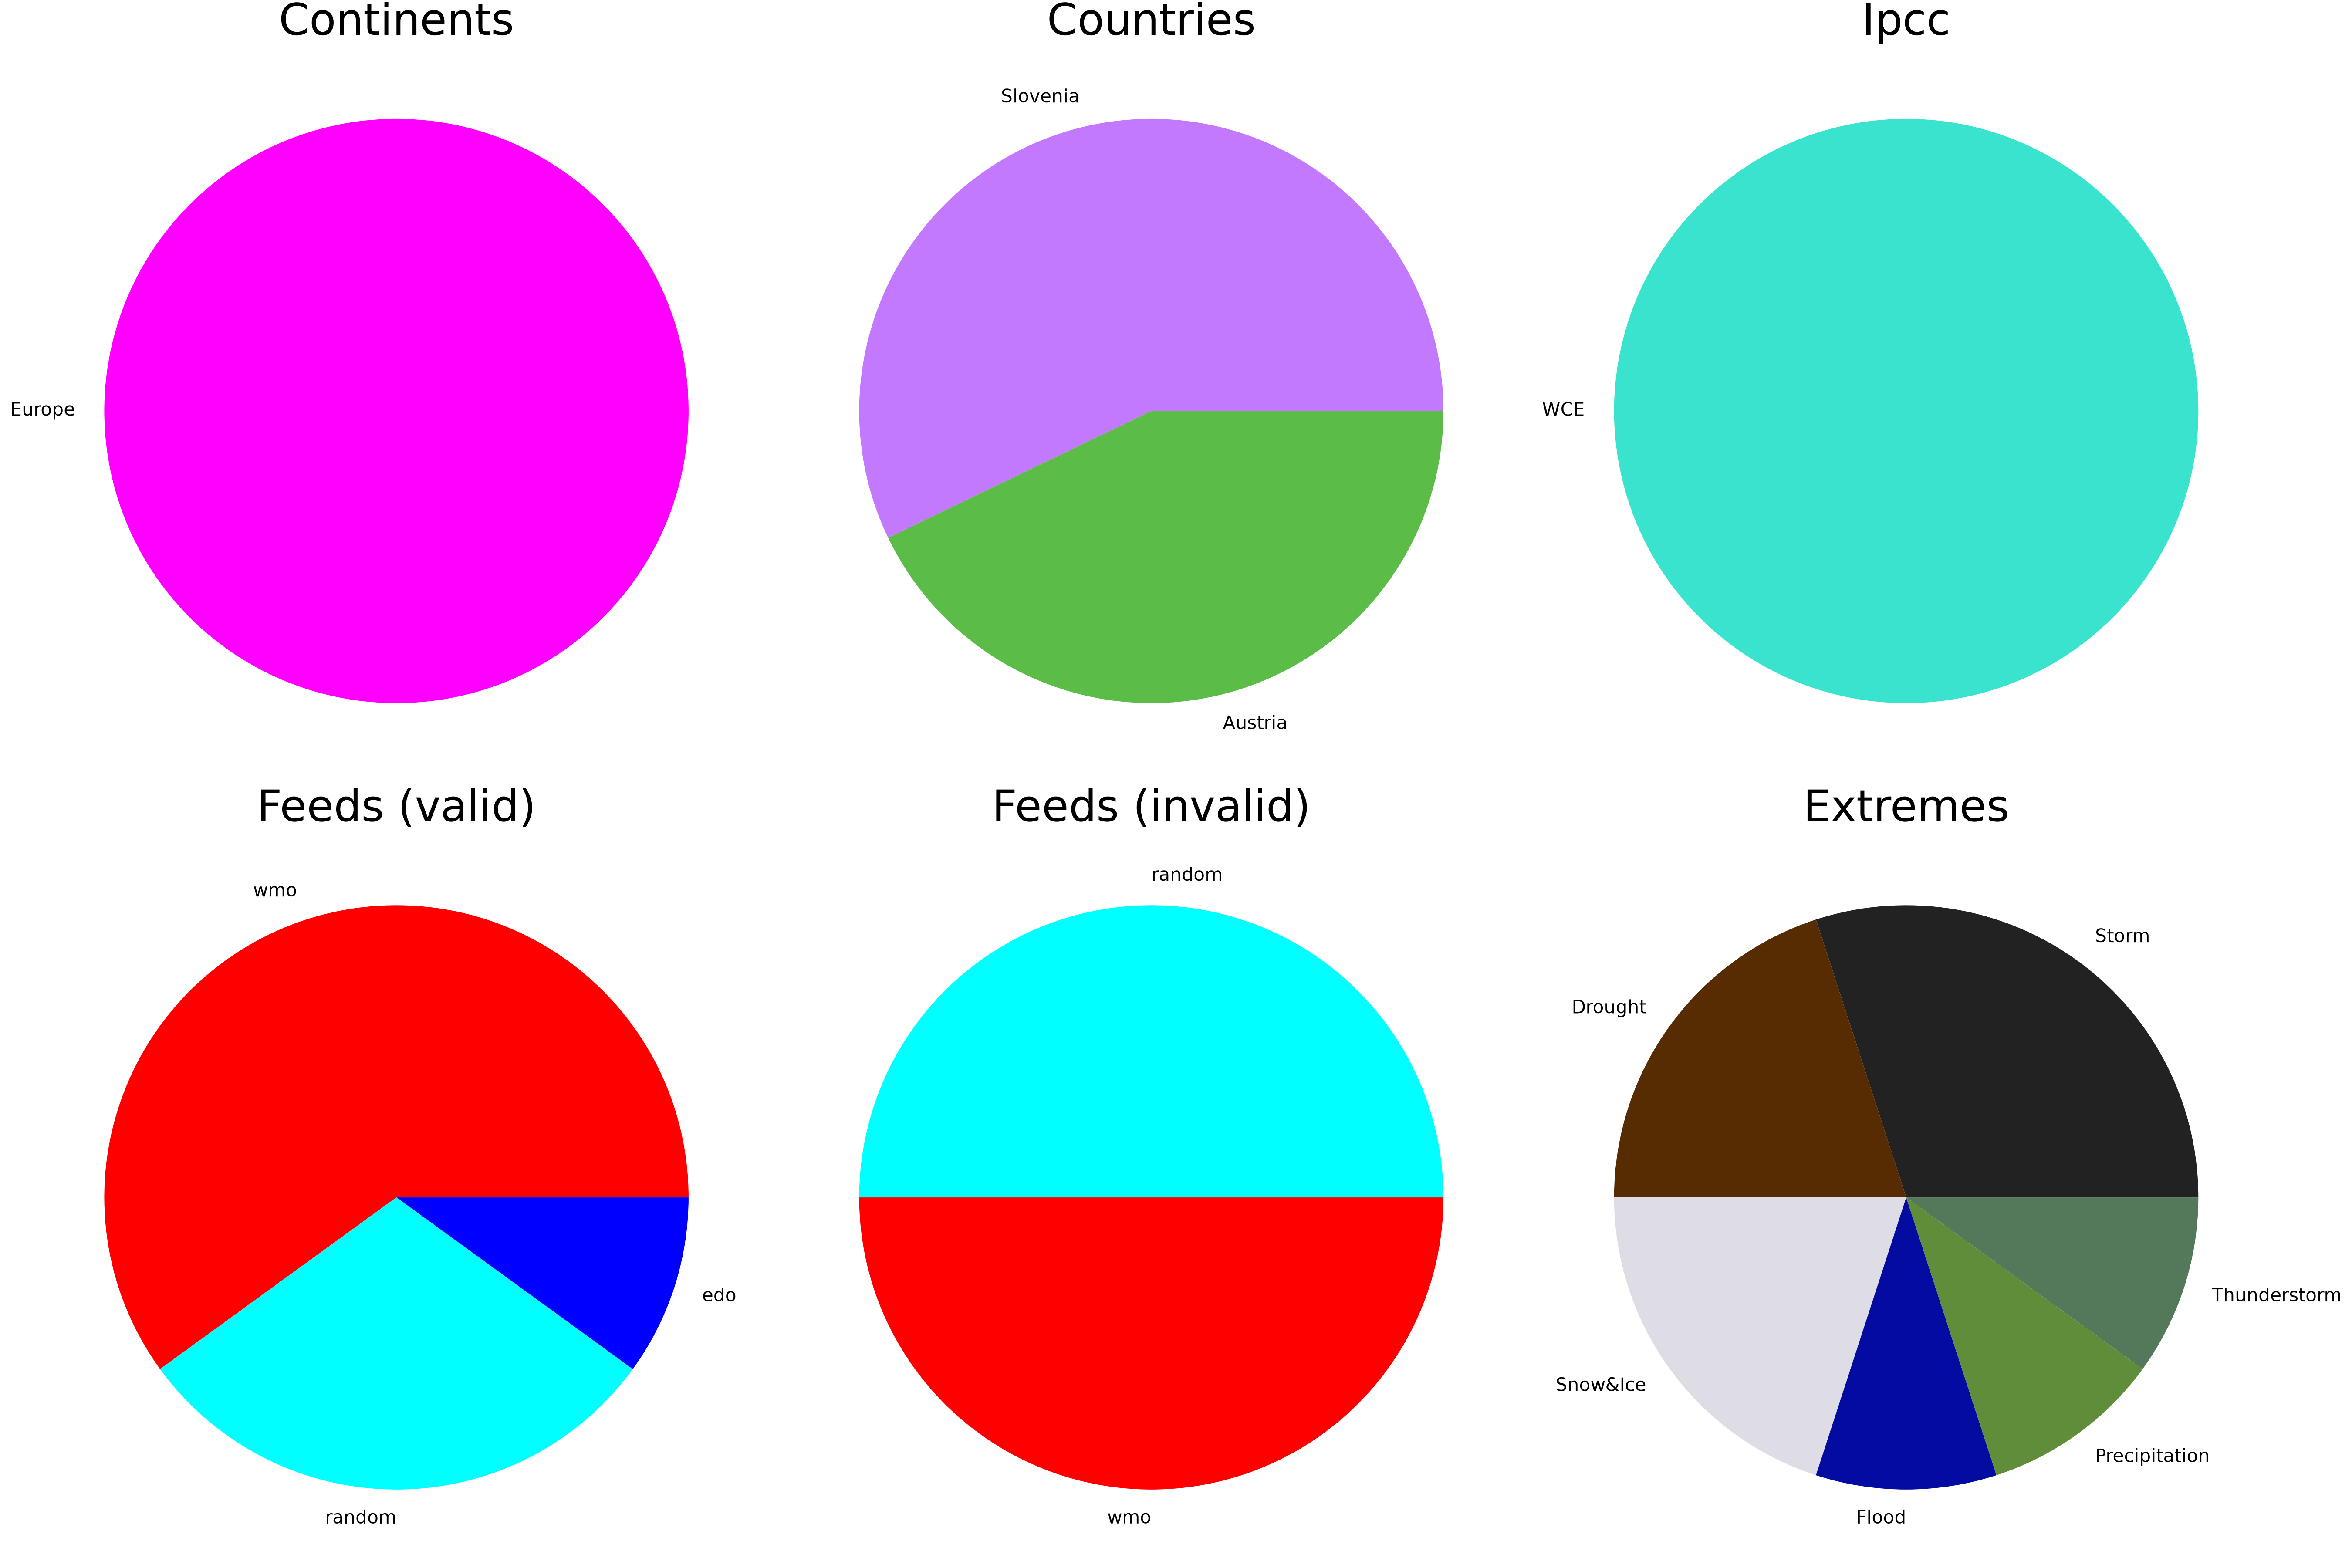 Continents
Countries
Ipcc
Slovenia
Europe
WCE
Austria
Feeds (valid)
Feeds (invalid)
Extremes
wmo
random
Storm
Drought
edo
Thunderstorm
Snow&Ice
Precipitation
random
wmo
Flood